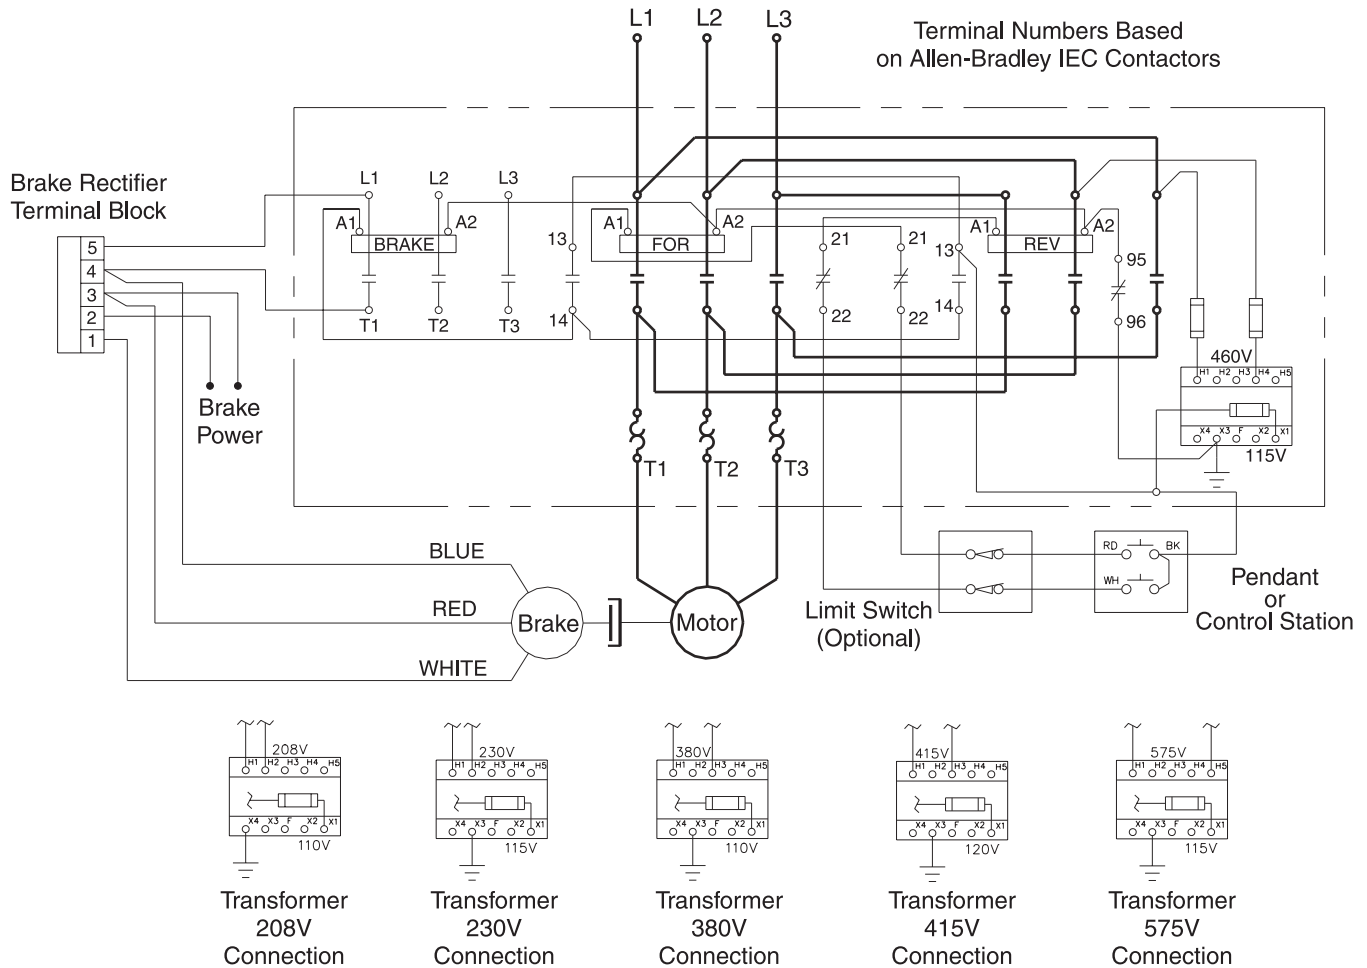 L1 L2 L3
Terminal Numbers Based
on Allen-Bradley IEC Contactors
Brake Rectifier
Terminal Block
L1 L2 L3
A1 A2 A1 A2 A1 A2
BRAKE FOR REV
13 21 21 13 95
5
4
3
2
1
T1 T2 T3 14 22 22 14 96
460V
H1 H2 H3 H4 H5
X4 X3 F X2 X1
115V
Brake
Power
T1 T2 T3
BLUE
RED
WHITE
Brake
Motor
RD BK
WH
Limit Switch
(Optional)
Pendant
or
Control Station
208V
H1 H2 H3 H4 H5
X4 X3 F X2 X1
110V
Transformer
208V
Connection
230V
H1 H2 H3 H4 H5
X4 X3 F X2 X1
115V
Transformer
230V
Connection
380V
H1 H2 H3 H4 H5
X4 X3 F X2 X1
110V
Transformer
380V
Connection
415V
H1 H2 H3 H4 H5
X4 X3 F X2 X1
120V
Transformer
415V
Connection
575V
H1 H2 H3 H4 H5
X4 X3 F X2 X1
115V
Transformer
575V
Connection